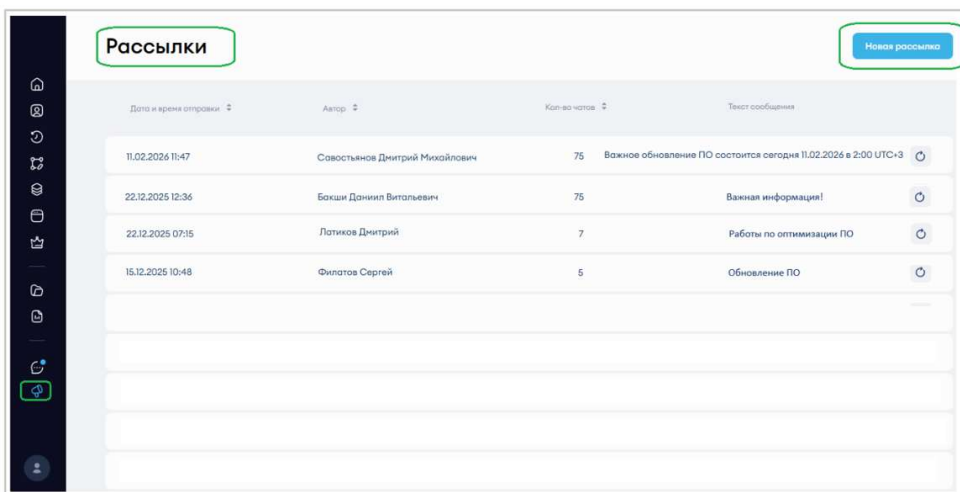 Рассылки
Новая рассылка
Дата и время отправки Автор Кол-во чатов Текст сообщения
11.02.2026 11:47 Савостьянов Дмитрий Михайлович 75 Важное обновление ПО состоится сегодня 11.02.2026 в 2:00 UTC+3
22.12.2025 12:36 Бакши Даниил Витальевич 75 Важная информация!
22.12.2025 07:15 Латиков Дмитрий 7 Работы по оптимизации ПО
15.12.2025 10:48 Филатов Сергей 5 Обновление ПО